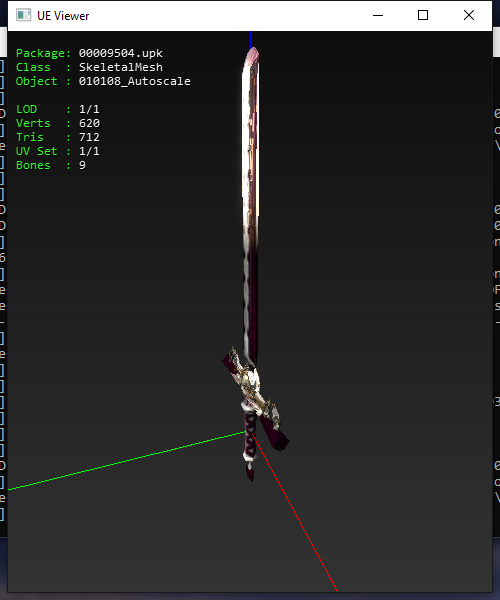 UE Viewer
Package: 00009504.upk
Class  : SkeletalMesh
Object : 010108_Autoscale
LOD    : 1/1
Verts  : 620
Tris   : 712
UV Set : 1/1
Bones  : 9